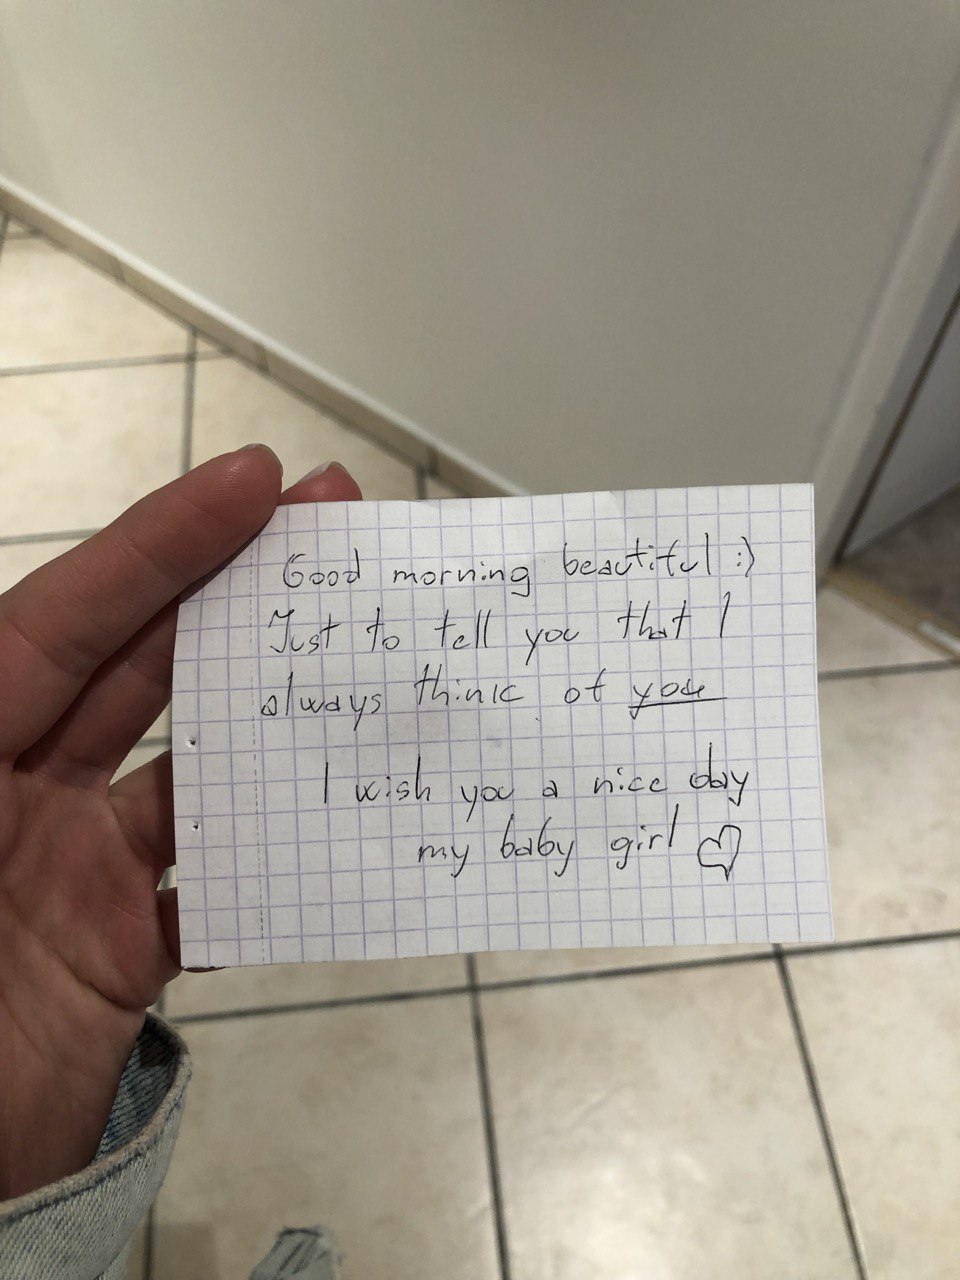 Good morning beautiful :)
Just to tell you that I
always think of you
I wish you a nice day
my baby girl ♡